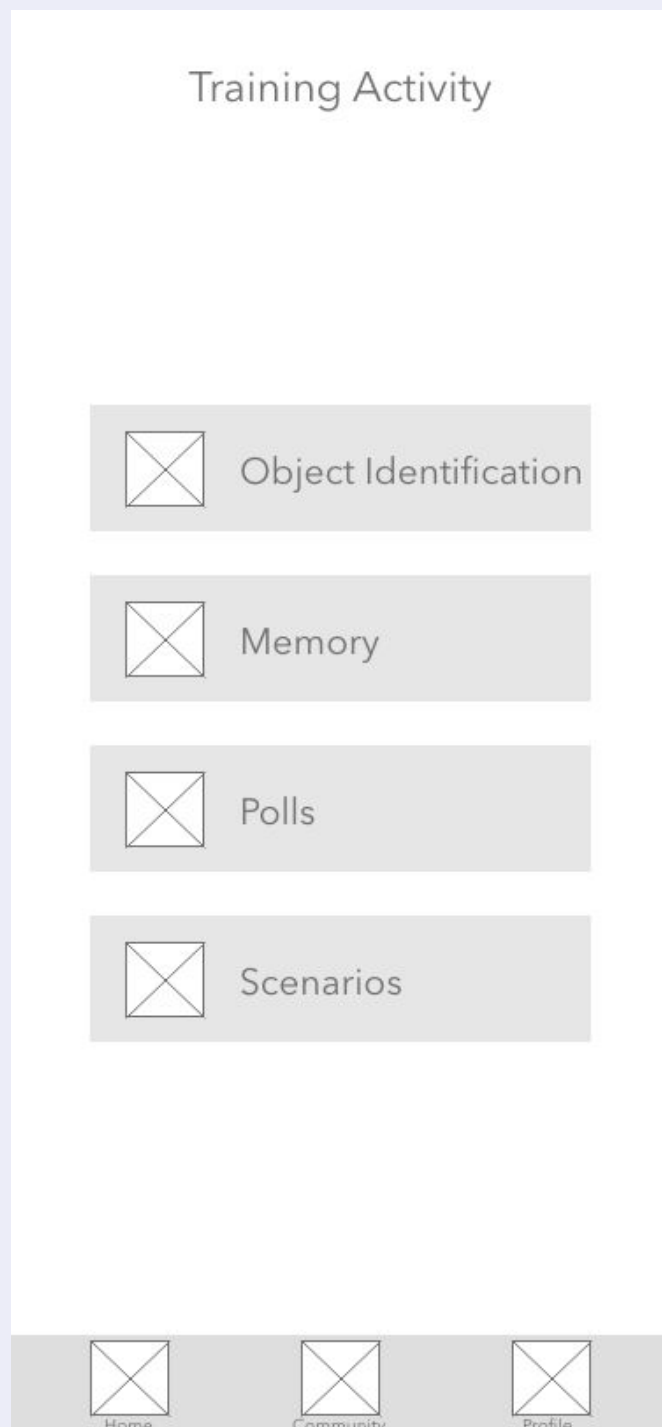 Training Activity
Object Identification
Memory
Polls
Scenarios
Home
Community
Profile